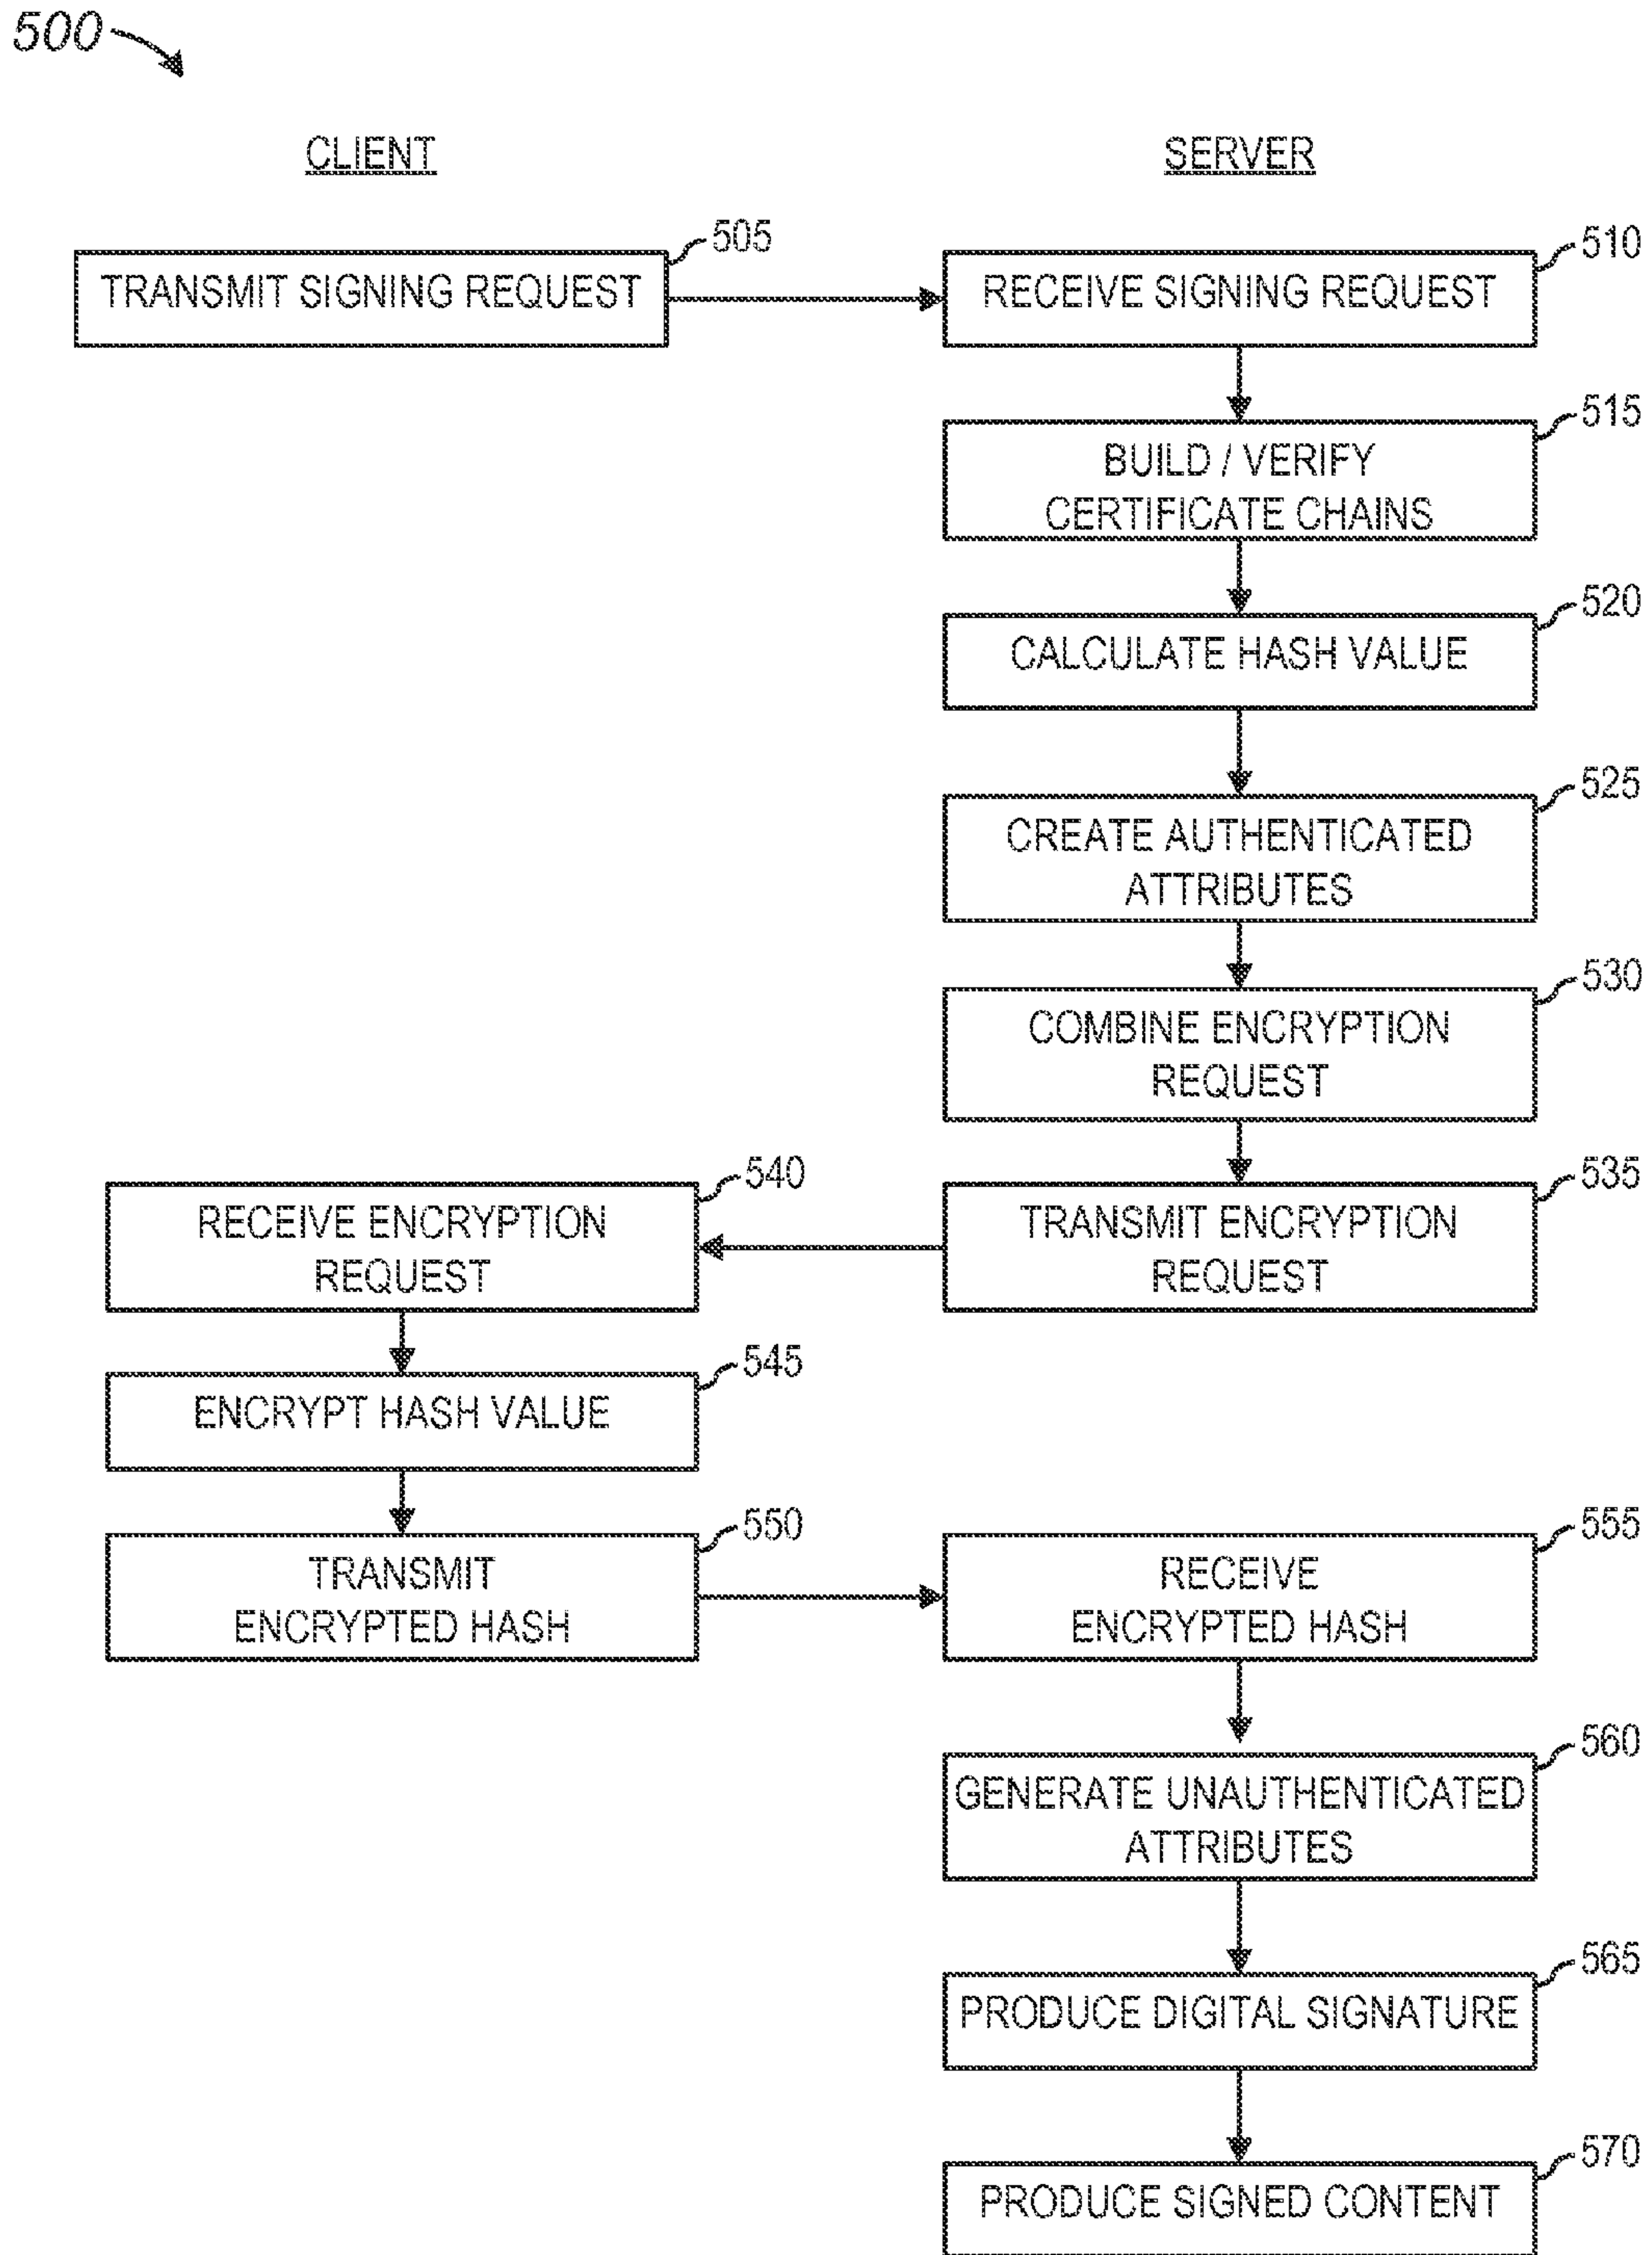 500
CLIENT
SERVER
505
TRANSMIT SIGNING REQUEST
510
RECEIVE SIGNING REQUEST
515
BUILD / VERIFY
CERTIFICATE CHAINS
520
CALCULATE HASH VALUE
525
CREATE AUTHENTICATED
ATTRIBUTES
530
COMBINE ENCRYPTION
REQUEST
535
TRANSMIT ENCRYPTION
REQUEST
540
RECEIVE ENCRYPTION
REQUEST
545
ENCRYPT HASH VALUE
550
TRANSMIT
ENCRYPTED HASH
555
RECEIVE
ENCRYPTED HASH
560
GENERATE UNAUTHENTICATED
ATTRIBUTES
565
PRODUCE DIGITAL SIGNATURE
570
PRODUCE SIGNED CONTENT